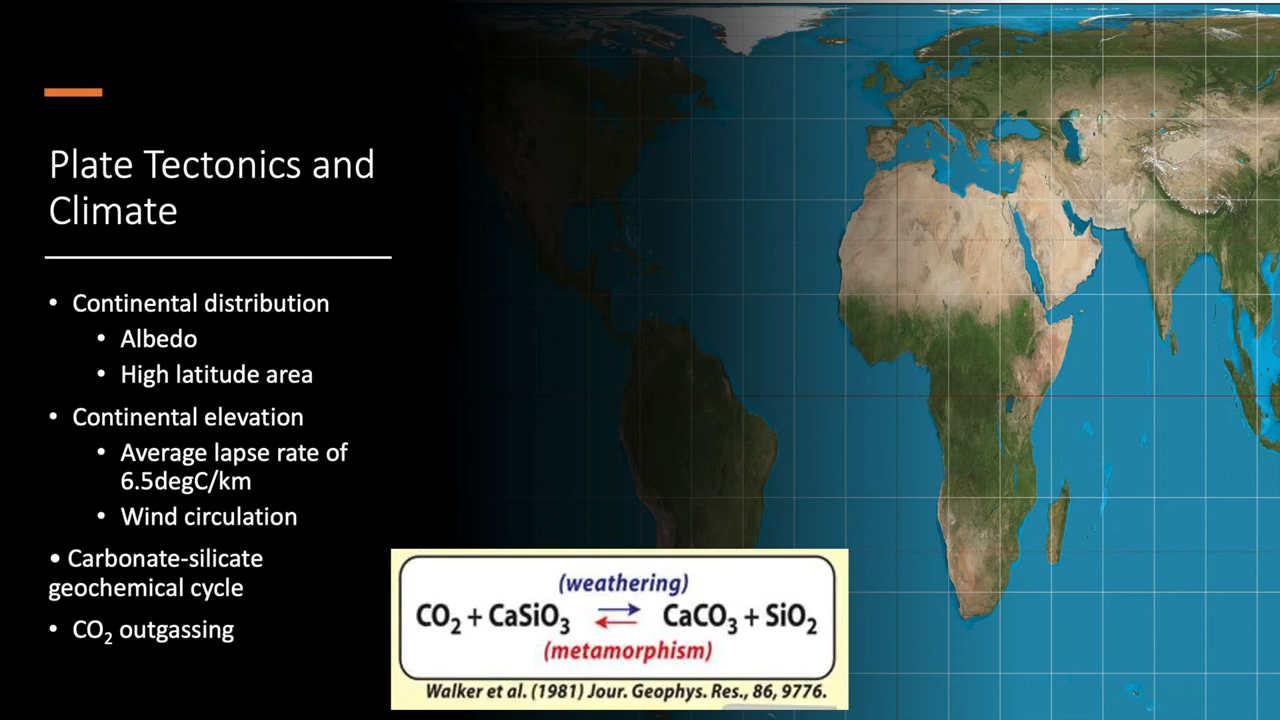 Plate Tectonics and
Climate
• Continental distribution
• Albedo
• High latitude area
• Continental elevation
• Average lapse rate of
6.5degC/km
• Wind circulation
• Carbonate-silicate
geochemical cycle
• CO₂ outgassing
(weathering)
CO₂ + CaSiO₃ ⇄ CaCO₃ + SiO₂
(metamorphism)
Walker et al. (1981) Jour. Geophys. Res., 86, 9776.